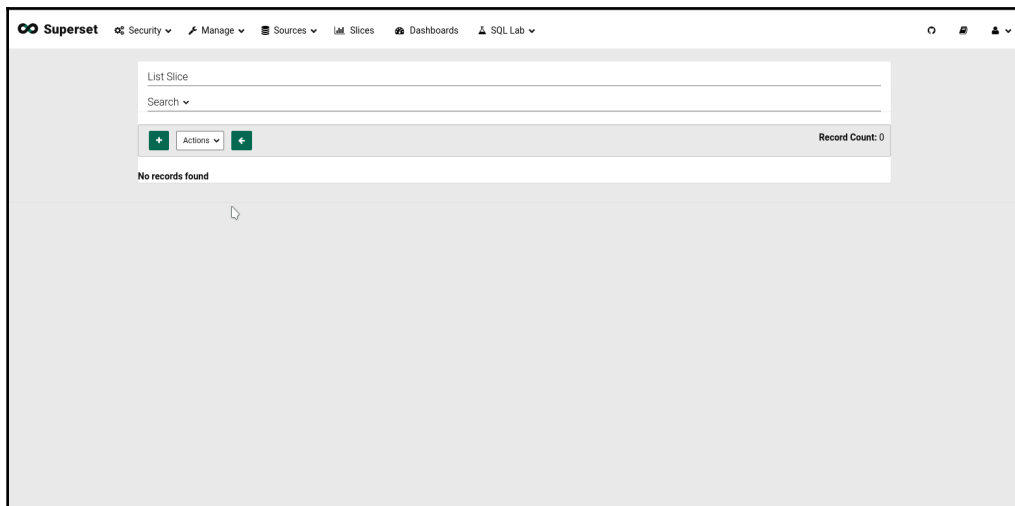 Superset Security Manage Sources Slices Dashboards SQL Lab
List Slice
Search
Actions Record Count: 0
No records found